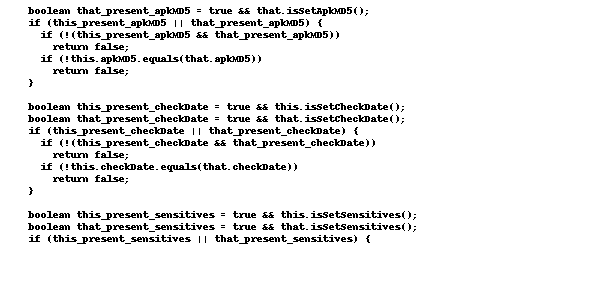 boolean that_present_apkMD5 = true && that.isSetApkMD5();
if (this_present_apkMD5 || that_present_apkMD5) {
if (!(this_present_apkMD5 && that_present_apkMD5))
return false;
if (!this.apkMD5.equals(that.apkMD5))
return false;
}
boolean this_present_checkDate = true && this.isSetCheckDate();
boolean that_present_checkDate = true && that.isSetCheckDate();
if (this_present_checkDate || that_present_checkDate) {
if (!(this_present_checkDate && that_present_checkDate))
return false;
if (!this.checkDate.equals(that.checkDate))
return false;
}
boolean this_present_sensitives = true && this.isSetSensitives();
boolean that_present_sensitives = true && that.isSetSensitives();
if (this_present_sensitives || that_present_sensitives) {